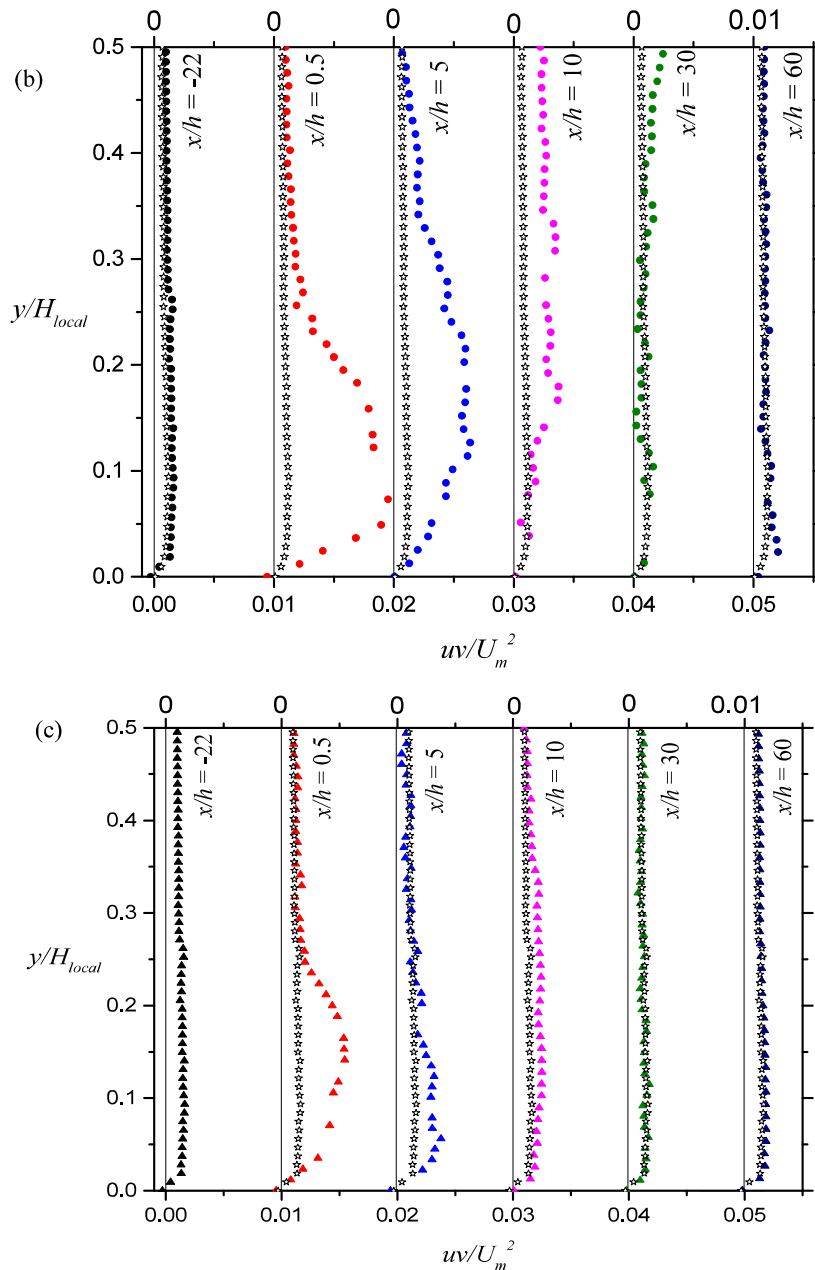 0 0 0 0 0 0.01
(b)
0.5
0.4
0.3
0.2
0.1
0.0
y/H_local
x/h = -22
x/h = 0.5
x/h = 5
x/h = 10
x/h = 30
x/h = 60
0.00 0.01 0.02 0.03 0.04 0.05
uv/U_m^2
0 0 0 0 0 0.01
(c)
0.5
0.4
0.3
0.2
0.1
0.0
y/H_local
x/h = -22
x/h = 0.5
x/h = 5
x/h = 10
x/h = 30
x/h = 60
0.00 0.01 0.02 0.03 0.04 0.05
uv/U_m^2